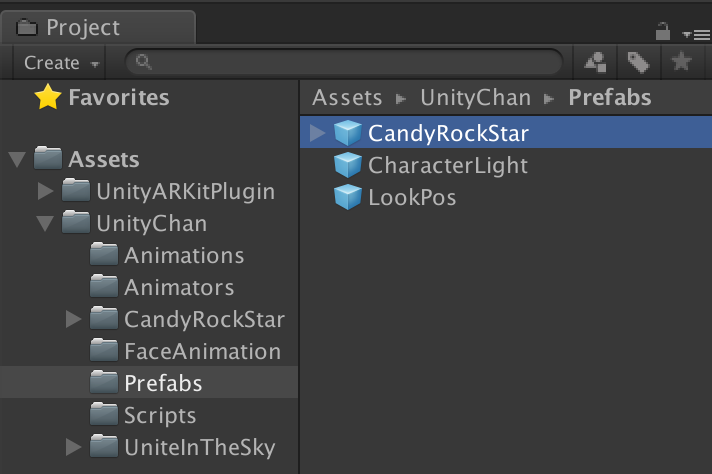 Project
Create
Favorites
Assets
UnityARKitPlugin
UnityChan
Animations
Animators
CandyRockStar
FaceAnimation
Prefabs
Scripts
UniteInTheSky
Assets ▸ UnityChan ▸ Prefabs
CandyRockStar
CharacterLight
LookPos